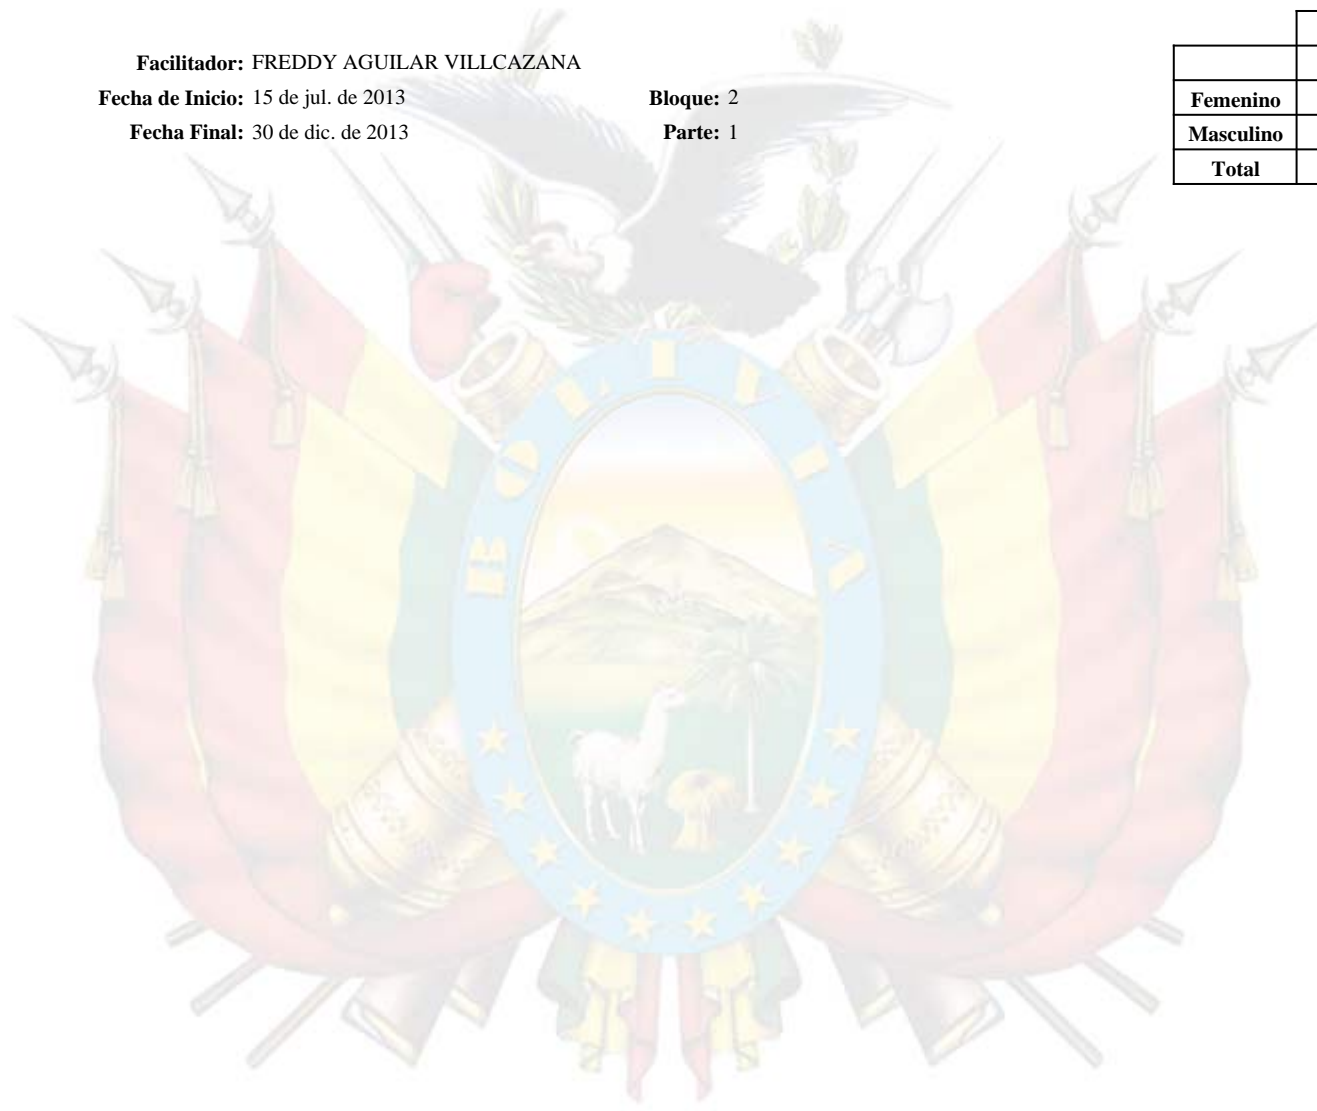 Facilitador: FREDDY AGUILAR VILLCAZANA
Fecha de Inicio: 15 de jul. de 2013 Bloque: 2
Fecha Final: 30 de dic. de 2013 Parte: 1
Femenino
Masculino
Total
BOLIVIA